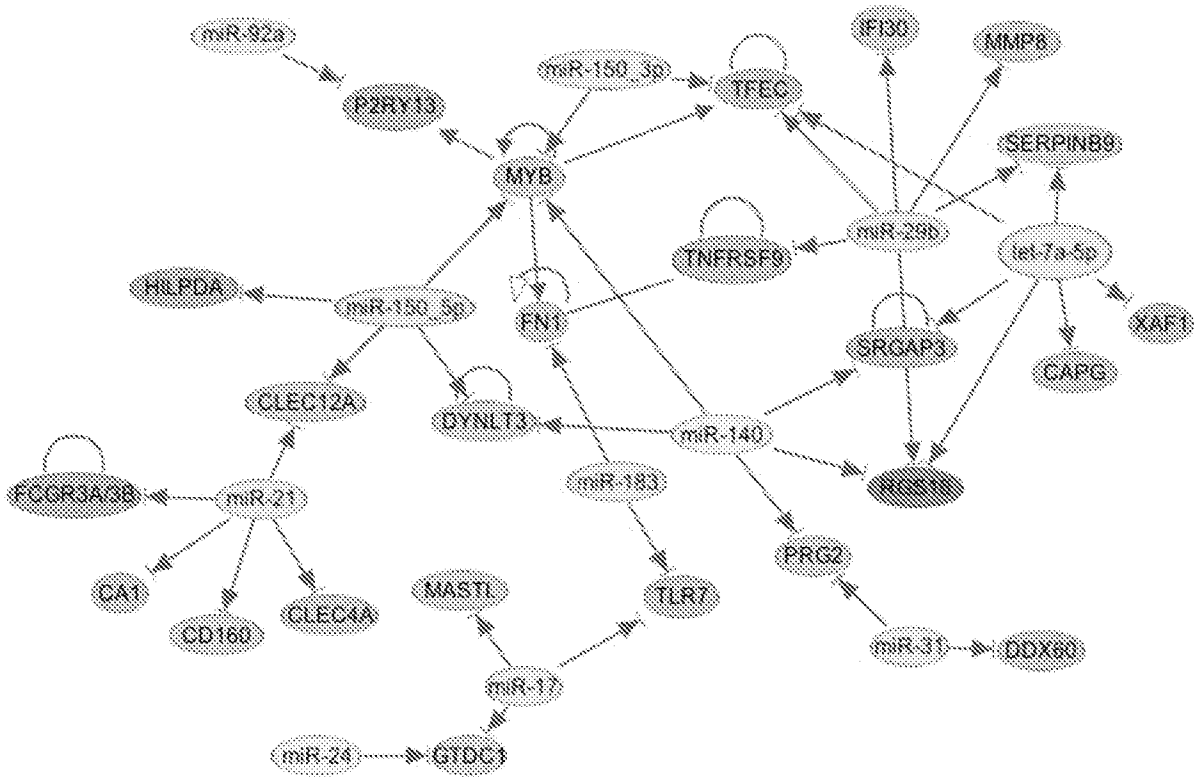 miR-92a
IFI30
MMP8
miR-150_3p
TFEC
P2RY13
SERPINB9
MYB
miR-29b
let-7a-5p
TNFRSF9
HILPDA
miR-150_5p
FN1
XAF1
SRGAP3
CAPG
CLEC12A
DYNLT3
miR-140
FCGR3A/3B
miR-21
miR-183
RGS18
PRG2
CA1
MASTL
TLR7
CLEC4A
CD160
miR-31
DDX60
miR-17
miR-24
GTDC1